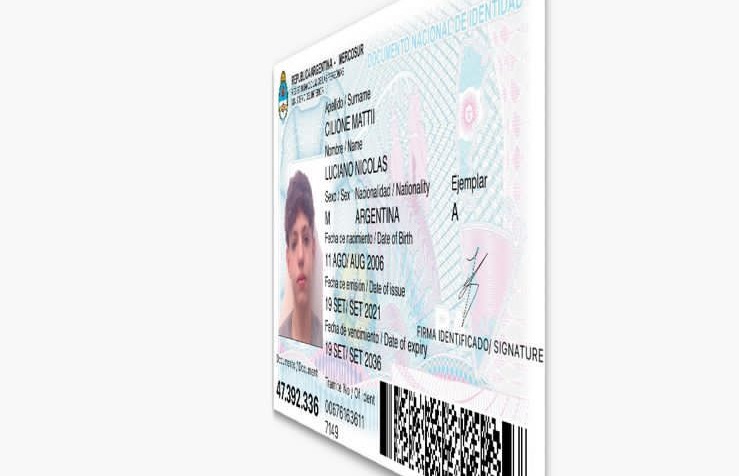 REPUBLICA ARGENTINA - MERCOSUR
DOCUMENTO NACIONAL DE IDENTIDAD
Apellido / Surname
CILIONE MATTII
Nombre / Name
LUCIANO NICOLAS
Sexo / Sex Nacionalidad / Nationality
M ARGENTINA
Ejemplar
A
Fecha de nacimiento / Date of Birth
11 AGO/ AUG 2006
Fecha de emisión / Date of issue
19 SET/ SET 2021
Fecha de vencimiento / Date of expiry
19 SET/ SET 2036
FIRMA IDENTIFICADO/ SIGNATURE
Documento / Document
47.392.336
Tramite No / Of ident
00676163611
7149